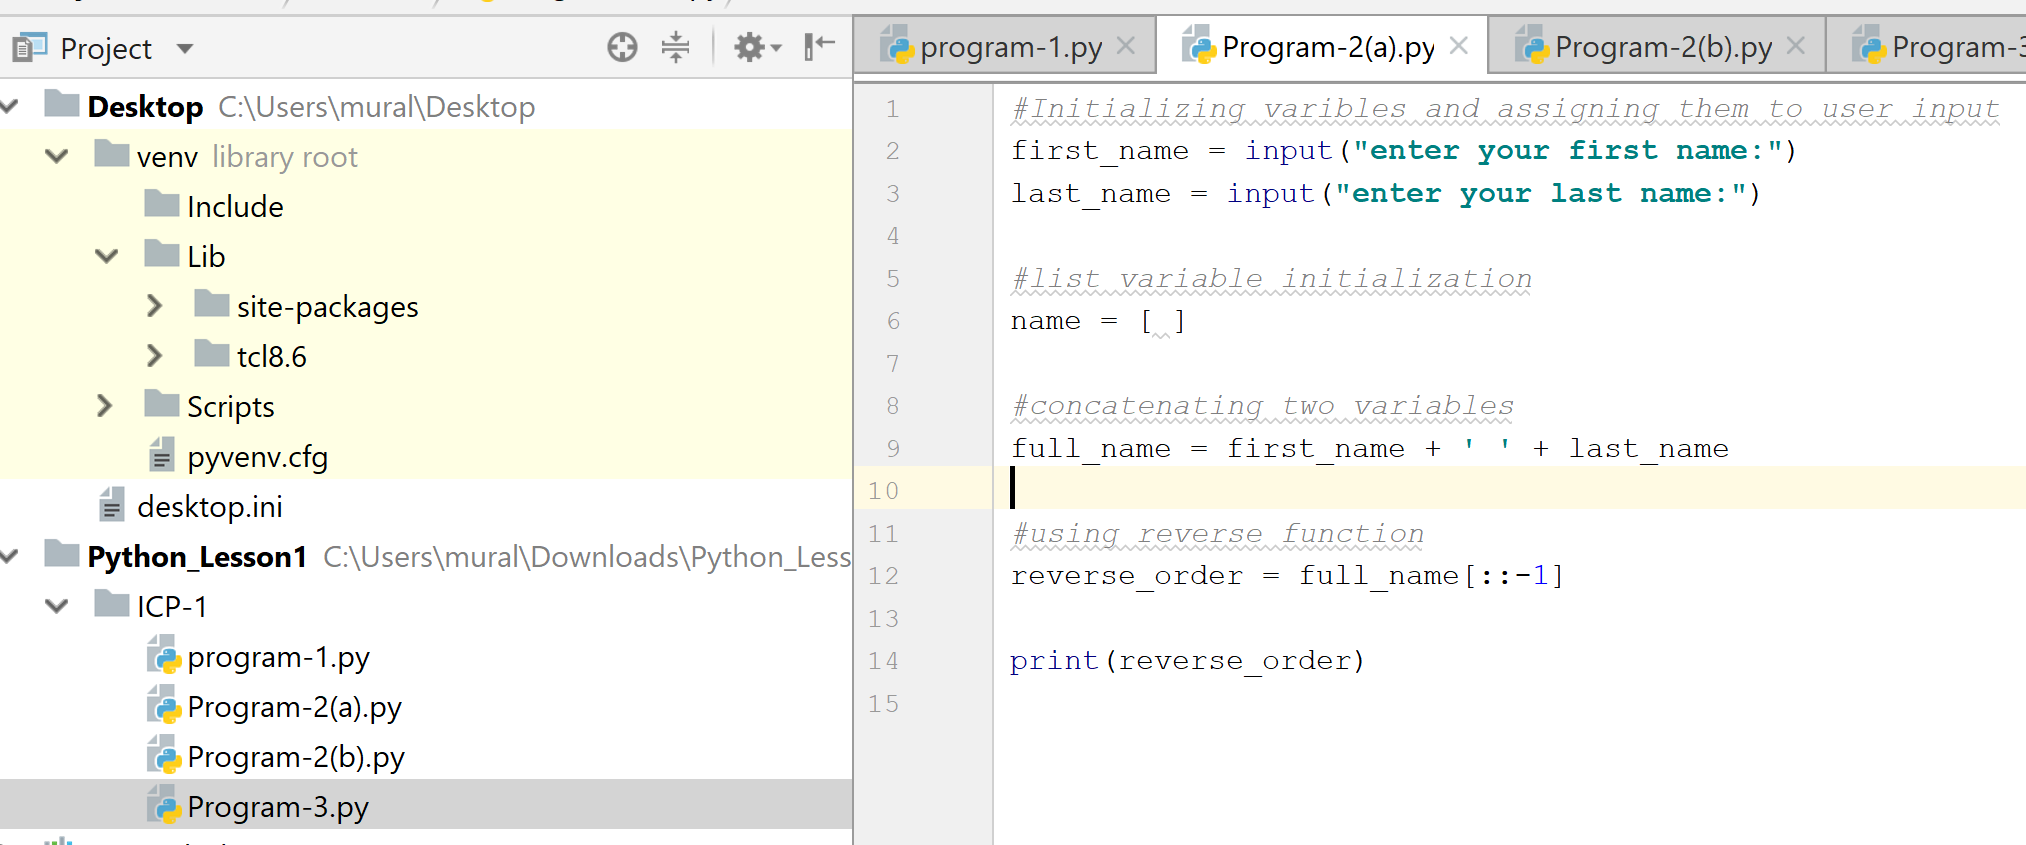 Project
Desktop C:\Users\mural\Desktop
venv library root
Include
Lib
site-packages
tcl8.6
Scripts
pyvenv.cfg
desktop.ini
Python_Lesson1 C:\Users\mural\Downloads\Python_Less
ICP-1
program-1.py
Program-2(a).py
Program-2(b).py
Program-3.py
program-1.py Program-2(a).py Program-2(b).py Program-3
1 #Initializing varibles and assigning them to user input
2 first_name = input("enter your first name:")
3 last_name = input("enter your last name:")
4
5 #list variable initialization
6 name = [ ]
7
8 #concatenating two variables
9 full_name = first_name + ' ' + last_name
10
11 #using reverse function
12 reverse_order = full_name[::-1]
13
14 print(reverse_order)
15